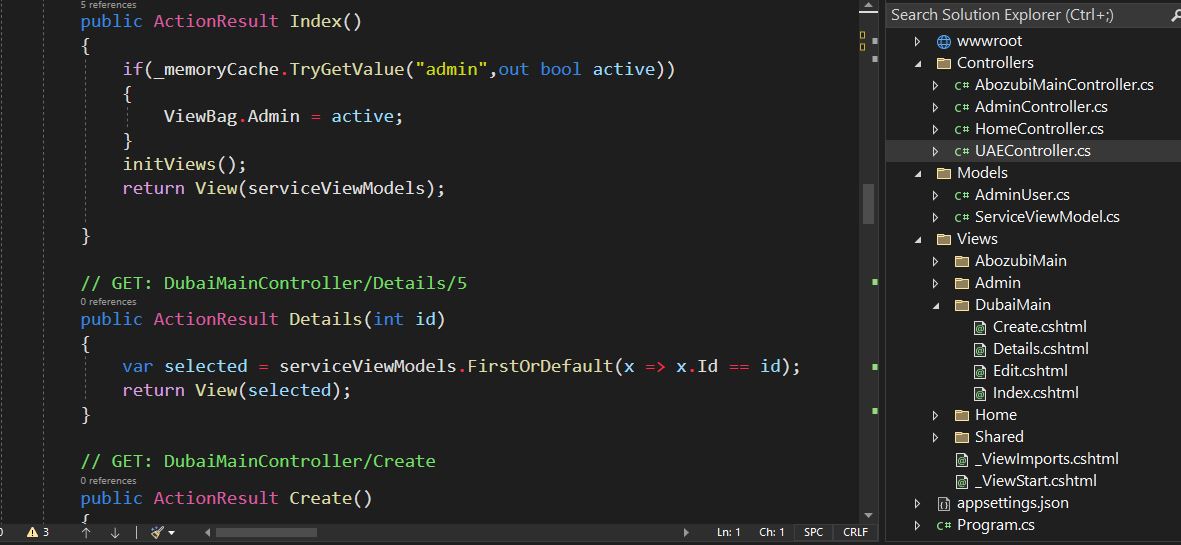 5 references
public ActionResult Index()
{
if(_memoryCache.TryGetValue("admin",out bool active))
{
ViewBag.Admin = active;
}
initViews();
return View(serviceViewModels);
}
// GET: DubaiMainController/Details/5
0 references
public ActionResult Details(int id)
{
var selected = serviceViewModels.FirstOrDefault(x => x.Id == id);
return View(selected);
}
// GET: DubaiMainController/Create
0 references
public ActionResult Create()
{
0 3 Ln: 1 Ch: 1 SPC CRLF
Search Solution Explorer (Ctrl+;)
wwwroot
Controllers
C# AbozubiMainController.cs
C# AdminController.cs
C# HomeController.cs
C# UAEController.cs
Models
C# AdminUser.cs
C# ServiceViewModel.cs
Views
AbozubiMain
Admin
DubaiMain
Create.cshtml
Details.cshtml
Edit.cshtml
Index.cshtml
Home
Shared
_ViewImports.cshtml
_ViewStart.cshtml
appsettings.json
C# Program.cs